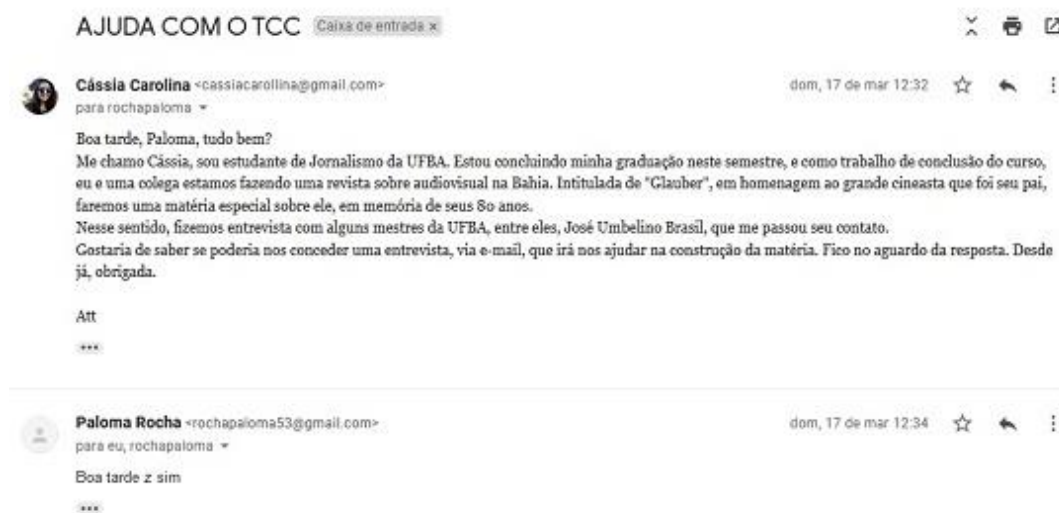 AJUDA COM O TCC Caixa de entrada x
Cássia Carolina <cassiacarollina@gmail.com> dom, 17 de mar 12:32
para rochapaloma
Boa tarde, Paloma, tudo bem?
Me chamo Cássia, sou estudante de Jornalismo da UFBA. Estou concluindo minha graduação neste semestre, e como trabalho de conclusão do curso,
eu e uma colega estamos fazendo uma revista sobre audiovisual na Bahia. Intitulada de "Glauber", em homenagem ao grande cineasta que foi seu pai,
faremos uma matéria especial sobre ele, em memória de seus 80 anos.
Nesse sentido, fizemos entrevista com alguns mestres da UFBA, entre eles, José Umbelino Brasil, que me passou seu contato.
Gostaria de saber se poderia nos conceder uma entrevista, via e-mail, que irá nos ajudar na construção da matéria. Fico no aguardo da resposta. Desde
já, obrigada.
Att
Paloma Rocha <rochapaloma53@gmail.com> dom, 17 de mar 12:34
para eu, rochapaloma
Boa tarde z sim